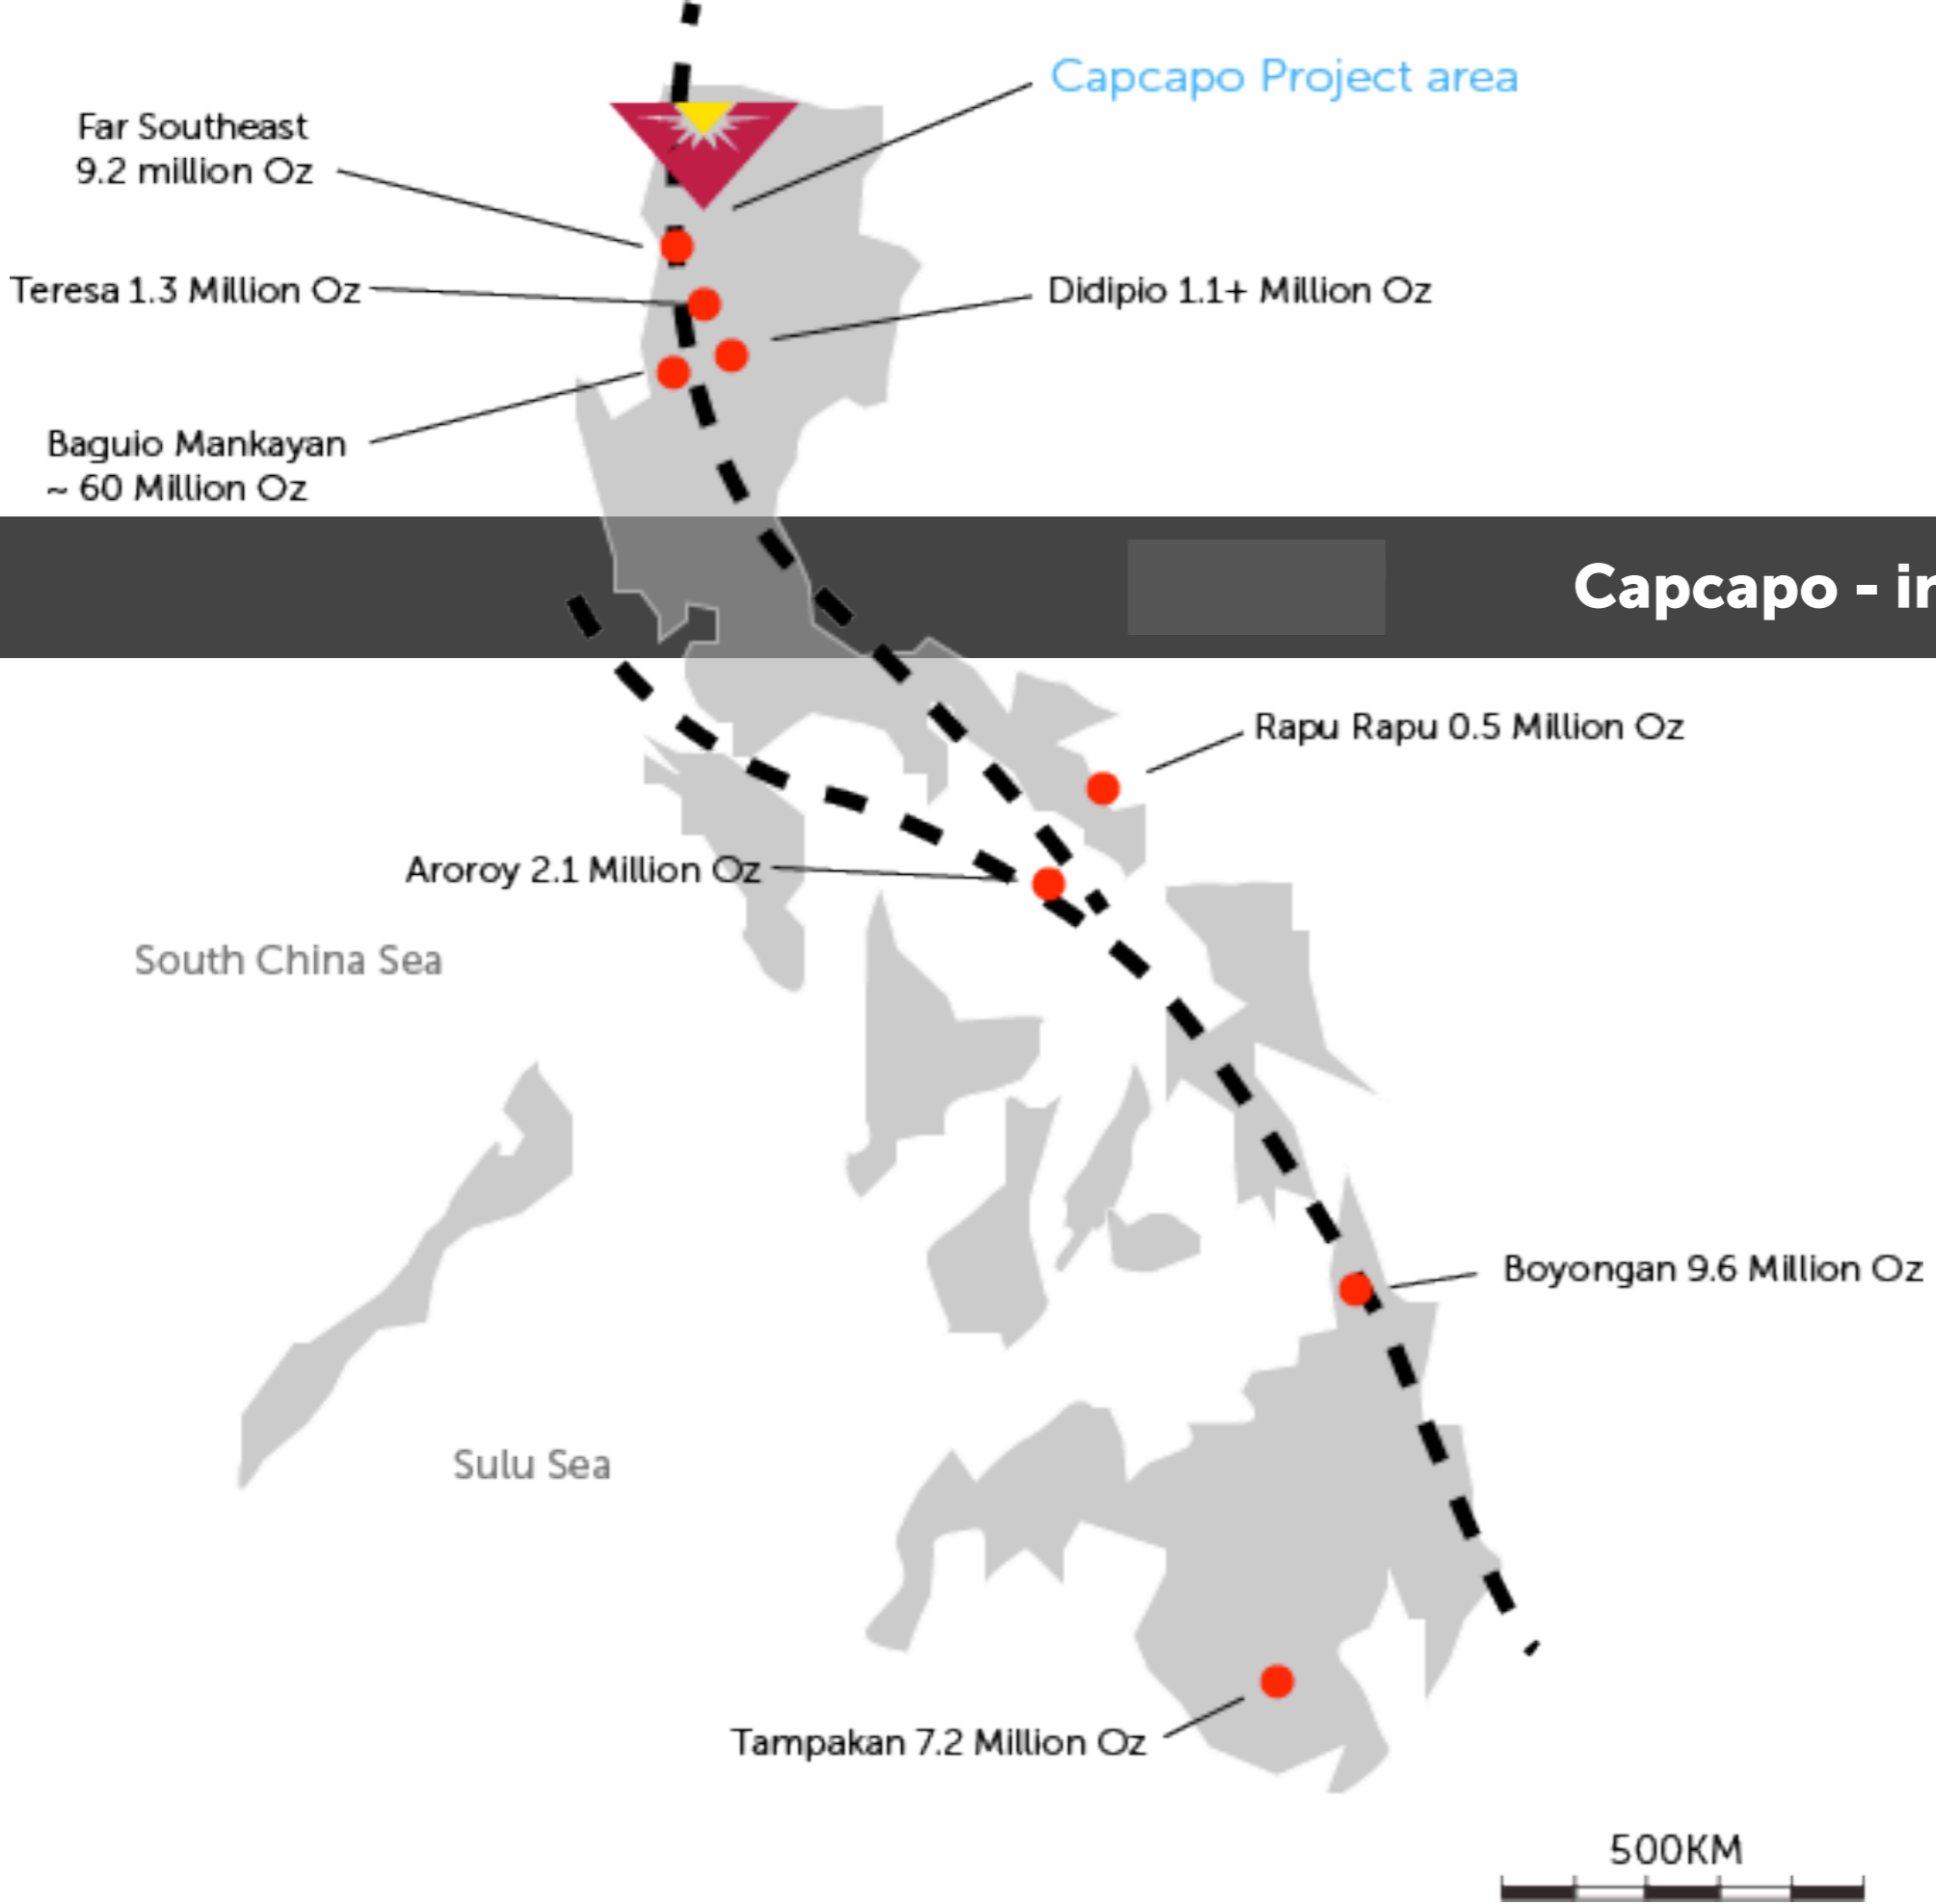 Capcapo Project area
Far Southeast
9.2 million Oz
Teresa 1.3 Million Oz
Didipio 1.1+ Million Oz
Baguio Mankayan
~ 60 Million Oz
Capcapo -
Rapu Rapu 0.5 Million Oz
Aroroy 2.1 Million Oz
South China Sea
Boyongan 9.6 Million Oz
Sulu Sea
Tampakan 7.2 Million Oz
500KM